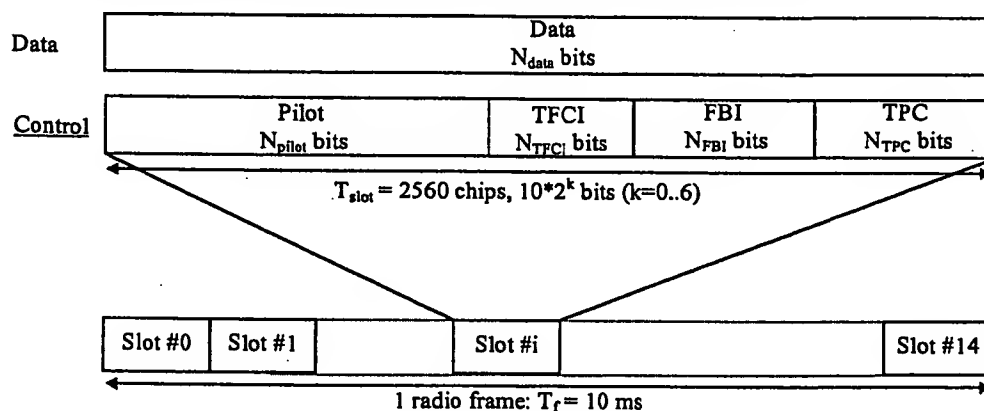 Data
Data
N_data bits
Control
Pilot
N_pilot bits
TFCI
N_TFCI bits
FBI
N_FBI bits
TPC
N_TPC bits
T_slot = 2560 chips, 10*2^k bits (k=0..6)
Slot #0
Slot #1
Slot #i
Slot #14
1 radio frame: T_f = 10 ms